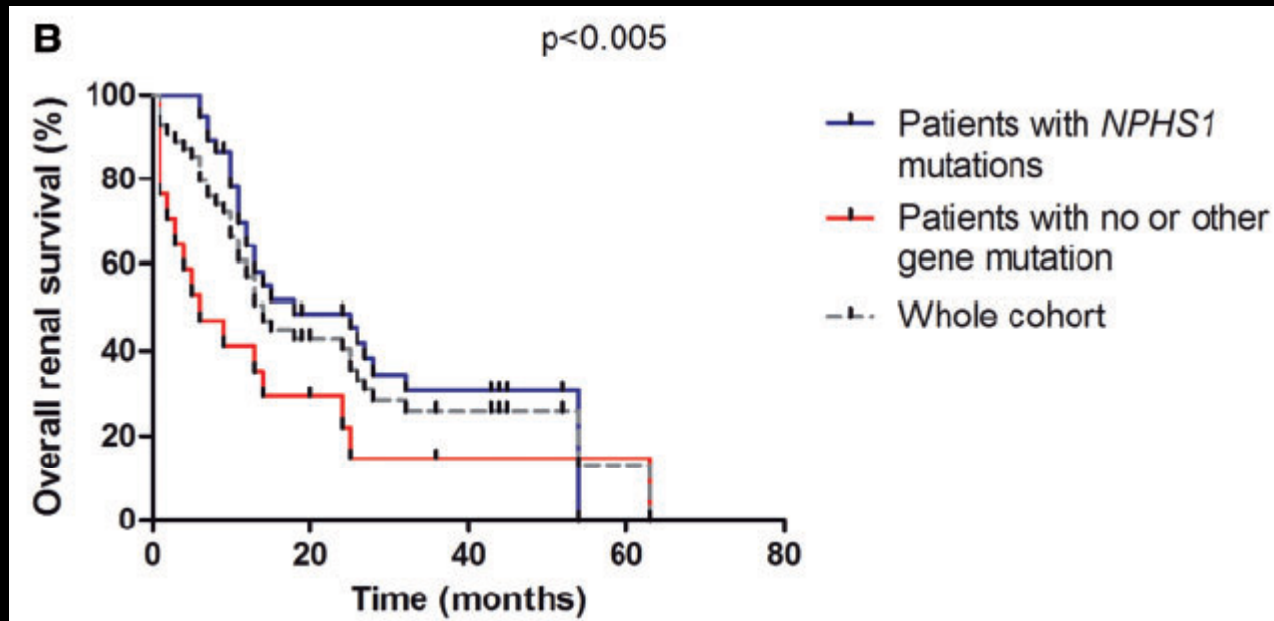 B
p<0.005
Overall renal survival (%)
100
80
60
40
20
0
0 20 40 60 80
Time (months)
Patients with NPHS1
mutations
Patients with no or other
gene mutation
Whole cohort